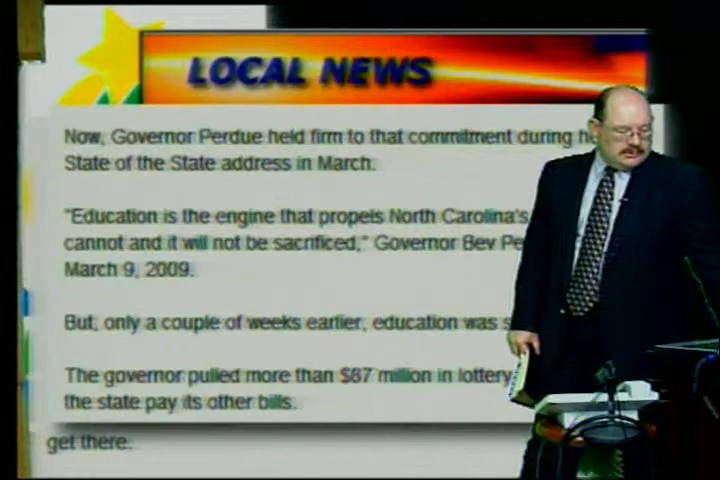 LOCAL NEWS
Now, Governor Perdue held firm to that commitment during
State of the State address in March.
"Education is the engine that propels North Carolina's
cannot and it will not be sacrificed," Governor Bev
March 9, 2009.
But, only a couple of weeks earlier, education was
The governor pulled more than $87 million in lottery
the state pay its other bills.
get there.